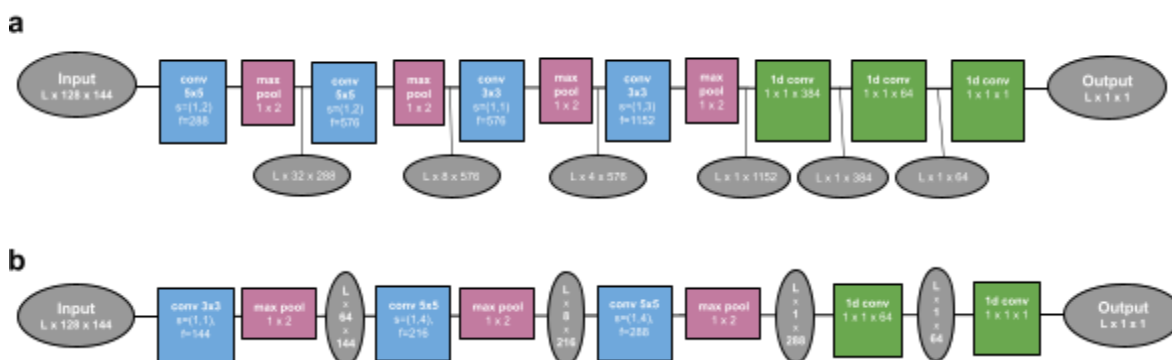 a
Input
L x 128 x 144
conv
5x5
s=(1,2)
f=288
max
pool
1 x 2
L x 32 x 288
conv
5x5
s=(1,2)
f=576
max
pool
1 x 2
L x 8 x 576
conv
3x3
s=(1,1)
f=576
max
pool
1 x 2
L x 4 x 576
conv
3x3
s=(1,3)
f=1152
max
pool
1 x 2
L x 1 x 1152
1d conv
1 x 1 x 384
L x 1 x 384
1d conv
1 x 1 x 64
L x 1 x 64
1d conv
1 x 1 x 1
Output
L x 1 x 1
b
Input
L x 128 x 144
conv 3x3
s=(1,1),
f=144
max pool
1 x 2
L
x
64
x
144
conv 5x5
s=(1,4),
f=216
max pool
1 x 2
L
x
8
x
216
conv 5x5
s=(1,4),
f=288
max pool
1 x 2
L
x
1
x
288
1d conv
1 x 1 x 64
L
x
1
x
64
1d conv
1 x 1 x 1
Output
L x 1 x 1